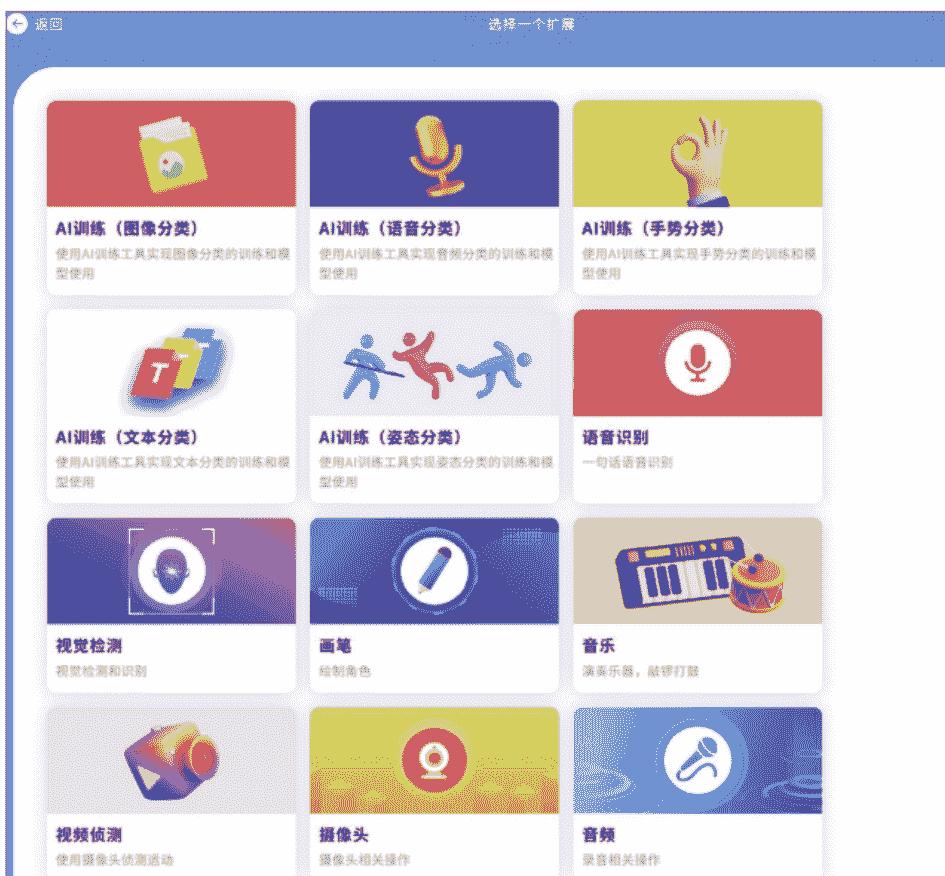 返回
选择一个扩展
AI训练（图像分类）
使用AI训练工具实现图像分类的训练和模
型使用
AI训练（语音分类）
使用AI训练工具实现音频分类的训练和模
型使用
AI训练（手势分类）
使用AI训练工具实现手势分类的训练和模
型使用
T
AI训练（文本分类）
使用AI训练工具实现文本分类的训练和模
型使用
AI训练（姿态分类）
使用AI训练工具实现姿态分类的训练和模
型使用
语音识别
一句话语音识别
视觉检测
视觉检测和识别
画笔
绘制角色
音乐
演奏乐器，敲锣打鼓
视频侦测
使用摄像头侦测运动
摄像头
摄像头相关操作
音频
录音相关操作